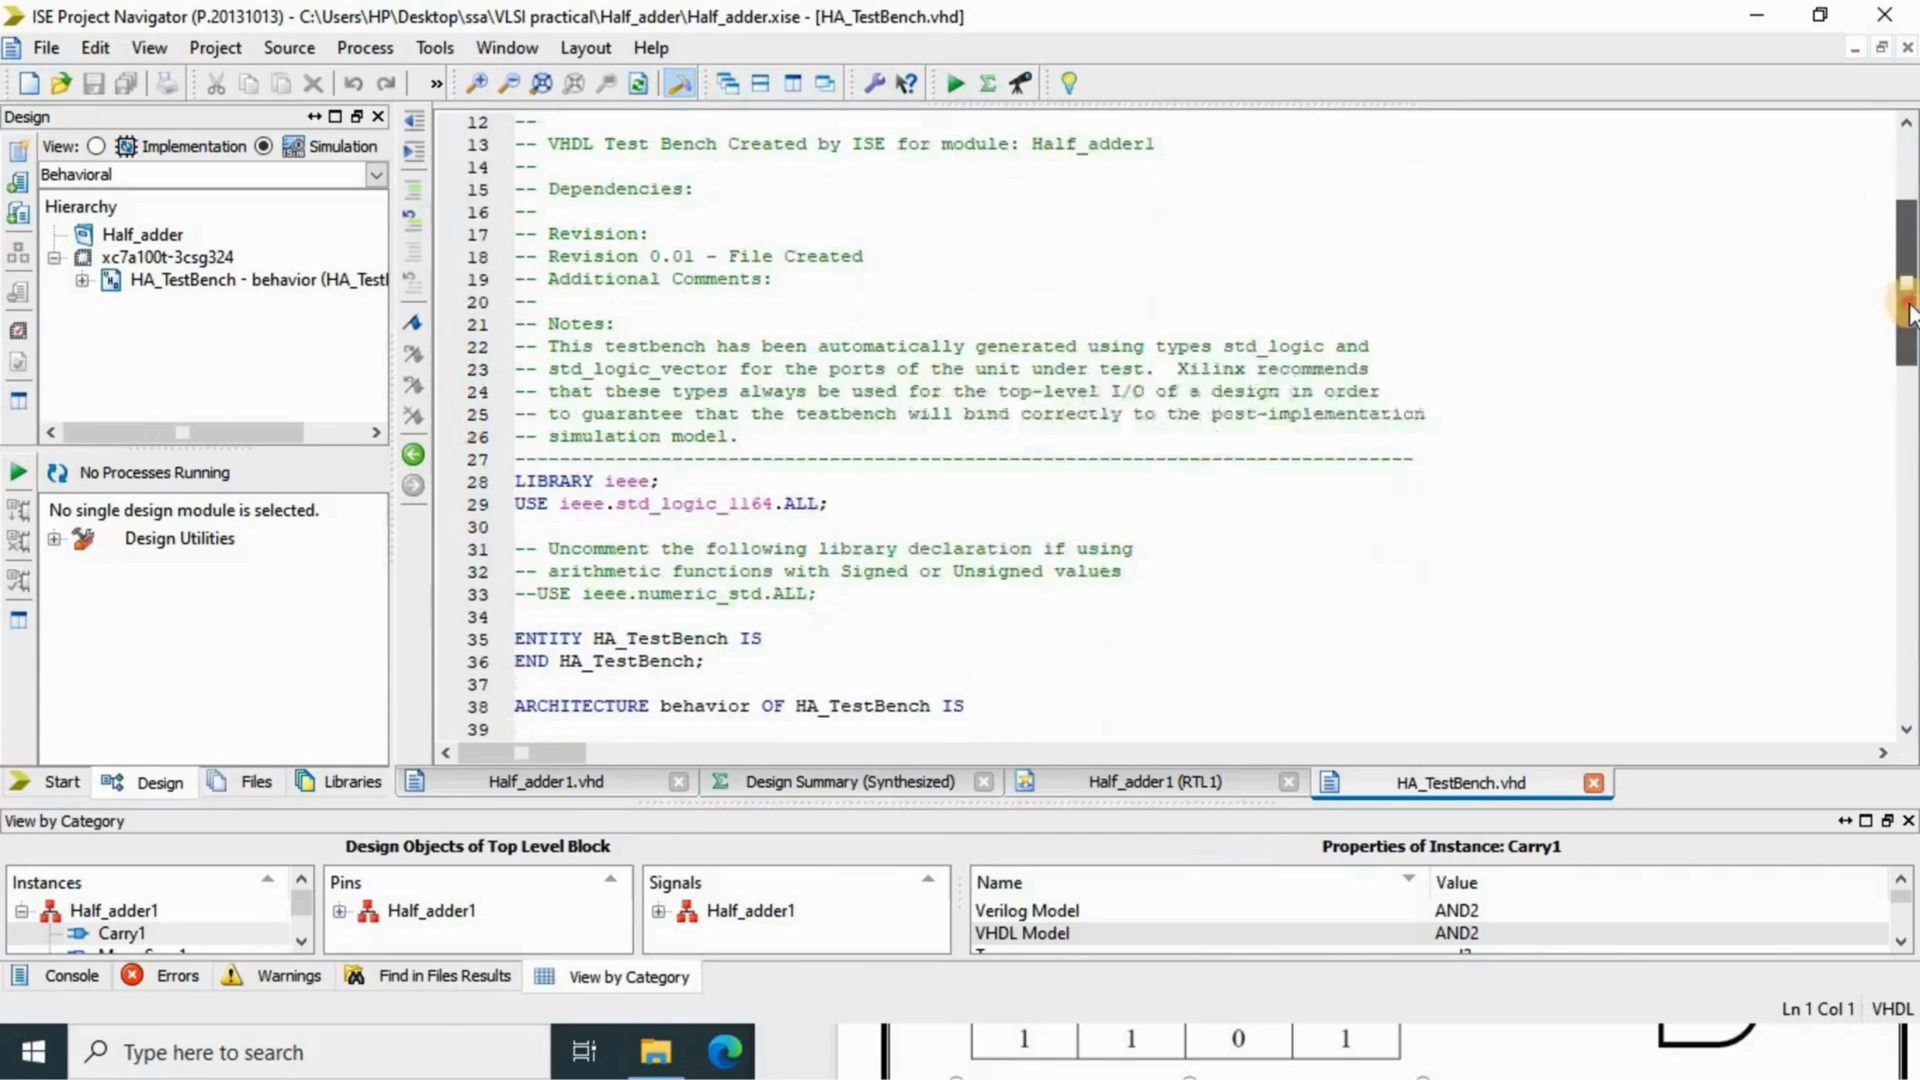 ISE Project Navigator (P.20131013) - C:\Users\HP\Desktop\ssa\VLSI practical\Half_adder\Half_adder.xise - [HA_TestBench.vhd]
File Edit View Project Source Process Tools Window Layout Help
Design
View: Implementation Simulation
Behavioral
Hierarchy
Half_adder
xc7a100t-3csg324
HA_TestBench - behavior (HA_Test
No Processes Running
No single design module is selected.
Design Utilities
12 --
13 -- VHDL Test Bench Created by ISE for module: Half_adder1
14 --
15 -- Dependencies:
16 --
17 -- Revision:
18 -- Revision 0.01 - File Created
19 -- Additional Comments:
20 --
21 -- Notes:
22 -- This testbench has been automatically generated using types std_logic and
23 -- std_logic_vector for the ports of the unit under test.  Xilinx recommends
24 -- that these types always be used for the top-level I/O of a design in order
25 -- to guarantee that the testbench will bind correctly to the post-implementation
26 -- simulation model.
27 --------------------------------------------------------------------------------
28 LIBRARY ieee;
29 USE ieee.std_logic_1164.ALL;
30
31 -- Uncomment the following library declaration if using
32 -- arithmetic functions with Signed or Unsigned values
33 --USE ieee.numeric_std.ALL;
34
35 ENTITY HA_TestBench IS
36 END HA_TestBench;
37
38 ARCHITECTURE behavior OF HA_TestBench IS
39
Start Design Files Libraries
Half_adder1.vhd Design Summary (Synthesized) Half_adder1 (RTL1) HA_TestBench.vhd
View by Category
Design Objects of Top Level Block
Properties of Instance: Carry1
Instances Pins Signals Name Value
Half_adder1 Half_adder1 Half_adder1 Verilog Model AND2
Carry1 VHDL Model AND2
Console Errors Warnings Find in Files Results View by Category
Ln 1 Col 1 VHDL
Type here to search
1 1 0 1